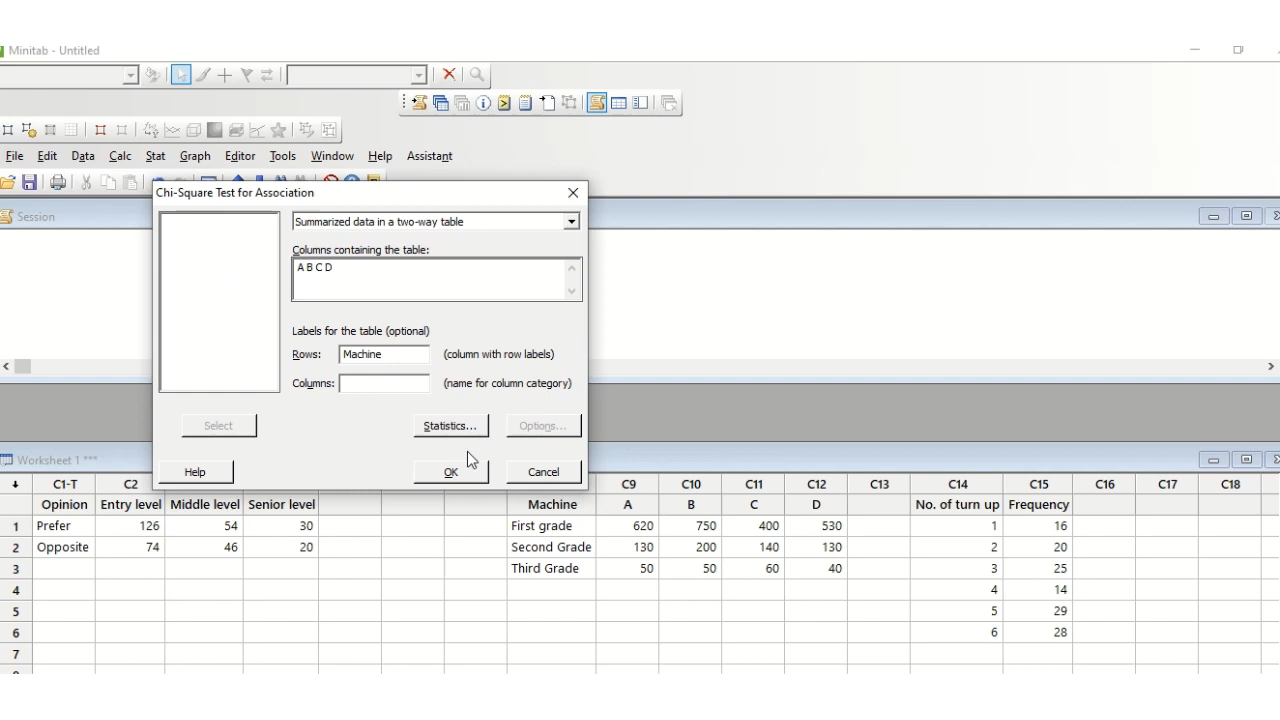 Minitab - Untitled
File Edit Data Calc Stat Graph Editor Tools Window Help Assistant
Chi-Square Test for Association
Session
Summarized data in a two-way table
Columns containing the table:
A B C D
Labels for the table (optional)
Rows: Machine (column with row labels)
Columns: (name for column category)
Select Statistics... Options...
Help OK Cancel
Worksheet 1 ***
C1-T C2 C9 C10 C11 C12 C13 C14 C15 C16 C17 C18
Opinion Entry level Middle level Senior level Machine A B C D No. of turn up Frequency
1 Prefer 126 54 30 First grade 620 750 400 530 1 16
2 Opposite 74 46 20 Second Grade 130 200 140 130 2 20
3 Third Grade 50 50 60 40 3 25
4 4 14
5 5 29
6 6 28
7